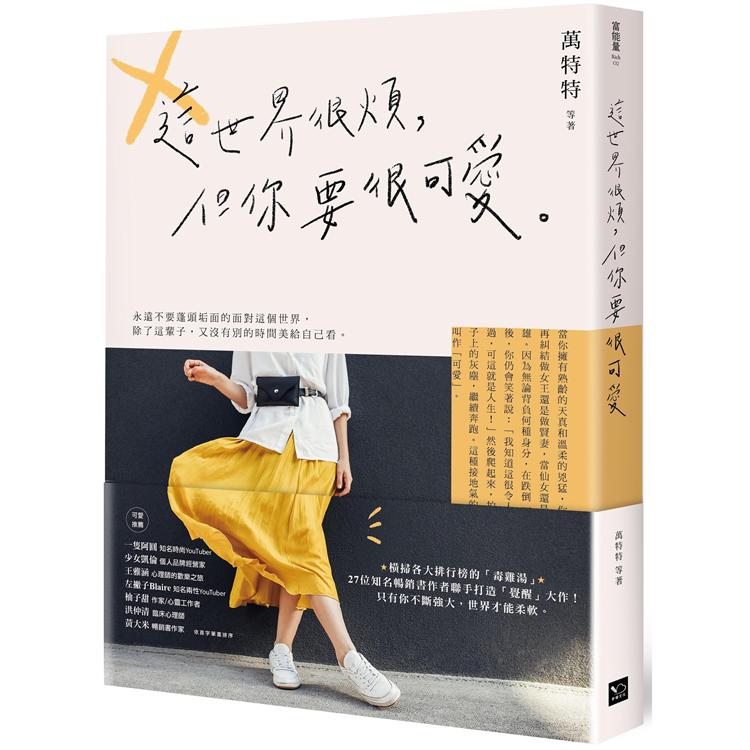 這世界很煩，
但你要很可愛。
萬特特
等著
永遠不要蓬頭垢面的面對這個世界，
除了這輩子，又沒有別的時間美給自己看。
當你擁有熟齡的天真和溫柔的兇猛，
再糾結做女王還是做賢妻，當仙女還是
雄。因為無論背負何種身分，在跌倒
後，你仍會笑著說：「我知道這很令
過，可這就是人生！」然後爬起來，拍
子上的灰塵，繼續奔跑。這種接地氣的
叫作「可愛」。
可愛
推薦
一隻阿圓 知名時尚YouTuber
少女凱倫 個人品牌經營家
王雅涵 心理師的歡樂之旅
左撇子Blaire 知名兩性YouTuber
柚子甜 作家/心靈工作者
洪仲清 臨床心理師
黃大米 暢銷書作家
依首字筆畫排序
★橫掃各大排行榜的「毒雞湯」★
27位知名暢銷書作者聯手打造「覺醒」大作！
只有你不斷強大，世界才能柔軟。
富能量
這世界很煩，但你要很可愛
萬特特 等著